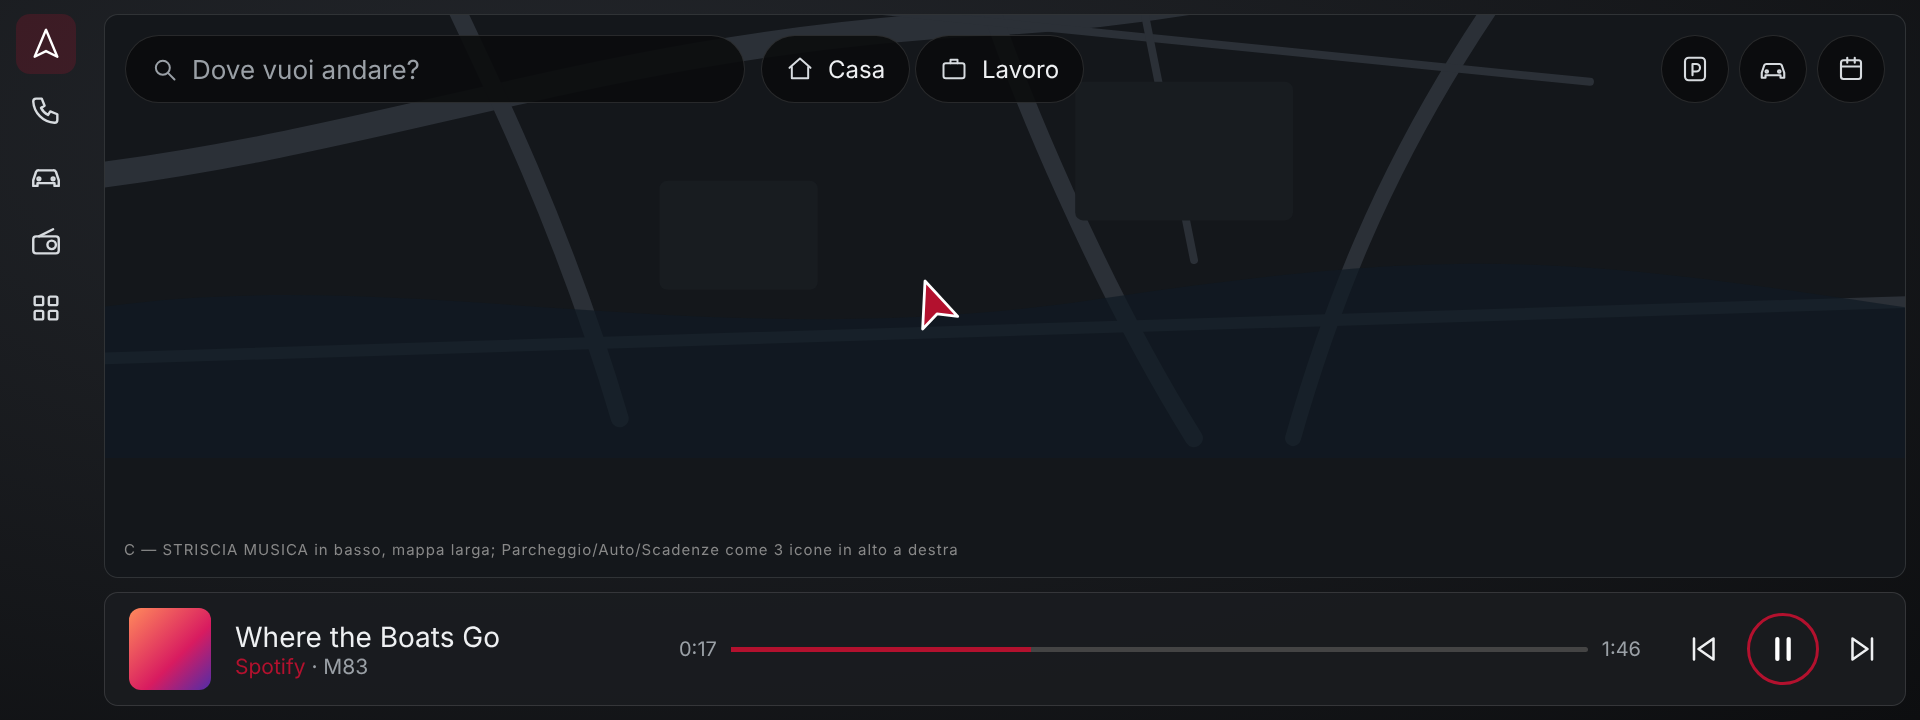 Dove vuoi andare?
Casa
Lavoro
P
C — STRISCIA MUSICA in basso, mappa larga; Parcheggio/Auto/Scadenze come 3 icone in alto a destra
Where the Boats Go
Spotify · M83
0:17
1:46